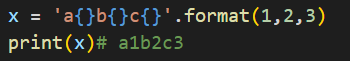 x = 'a{}b{}c{}'.format(1,2,3)
print(x)# a1b2c3